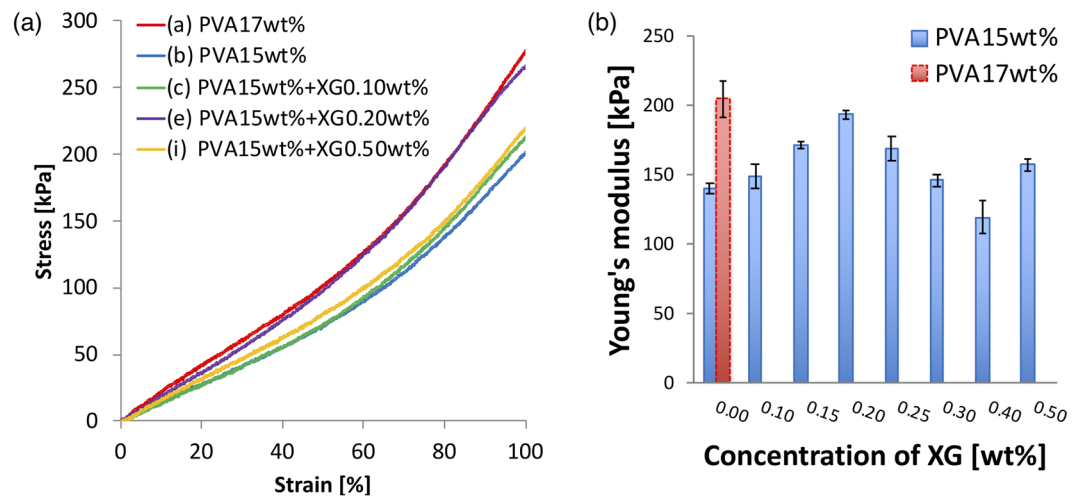 (a)
300
250
200
150
100
50
0
Stress [kPa]
(a) PVA17wt%
(b) PVA15wt%
(c) PVA15wt%+XG0.10wt%
(e) PVA15wt%+XG0.20wt%
(i) PVA15wt%+XG0.50wt%
0 20 40 60 80 100
Strain [%]
(b)
250
200
150
100
50
0
Young's modulus [kPa]
PVA15wt%
PVA17wt%
0.00 0.10 0.15 0.20 0.25 0.30 0.40 0.50
Concentration of XG [wt%]